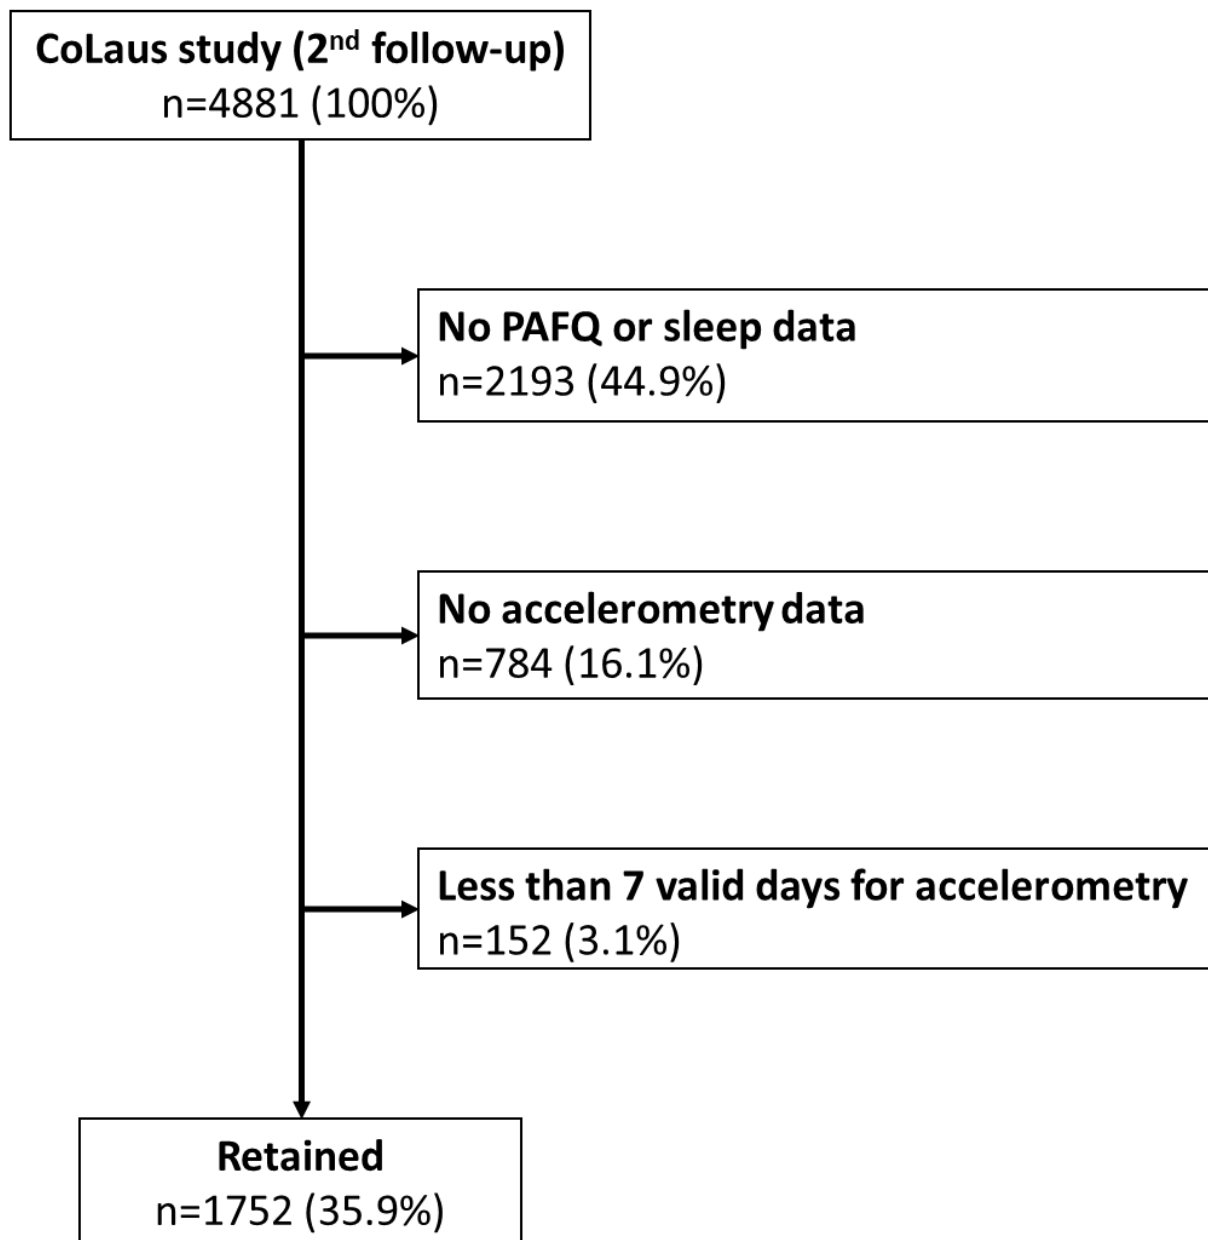 CoLaus study (2nd follow-up)
n=4881 (100%)
No PAFQ or sleep data
n=2193 (44.9%)
No accelerometry data
n=784 (16.1%)
Less than 7 valid days for accelerometry
n=152 (3.1%)
Retained
n=1752 (35.9%)